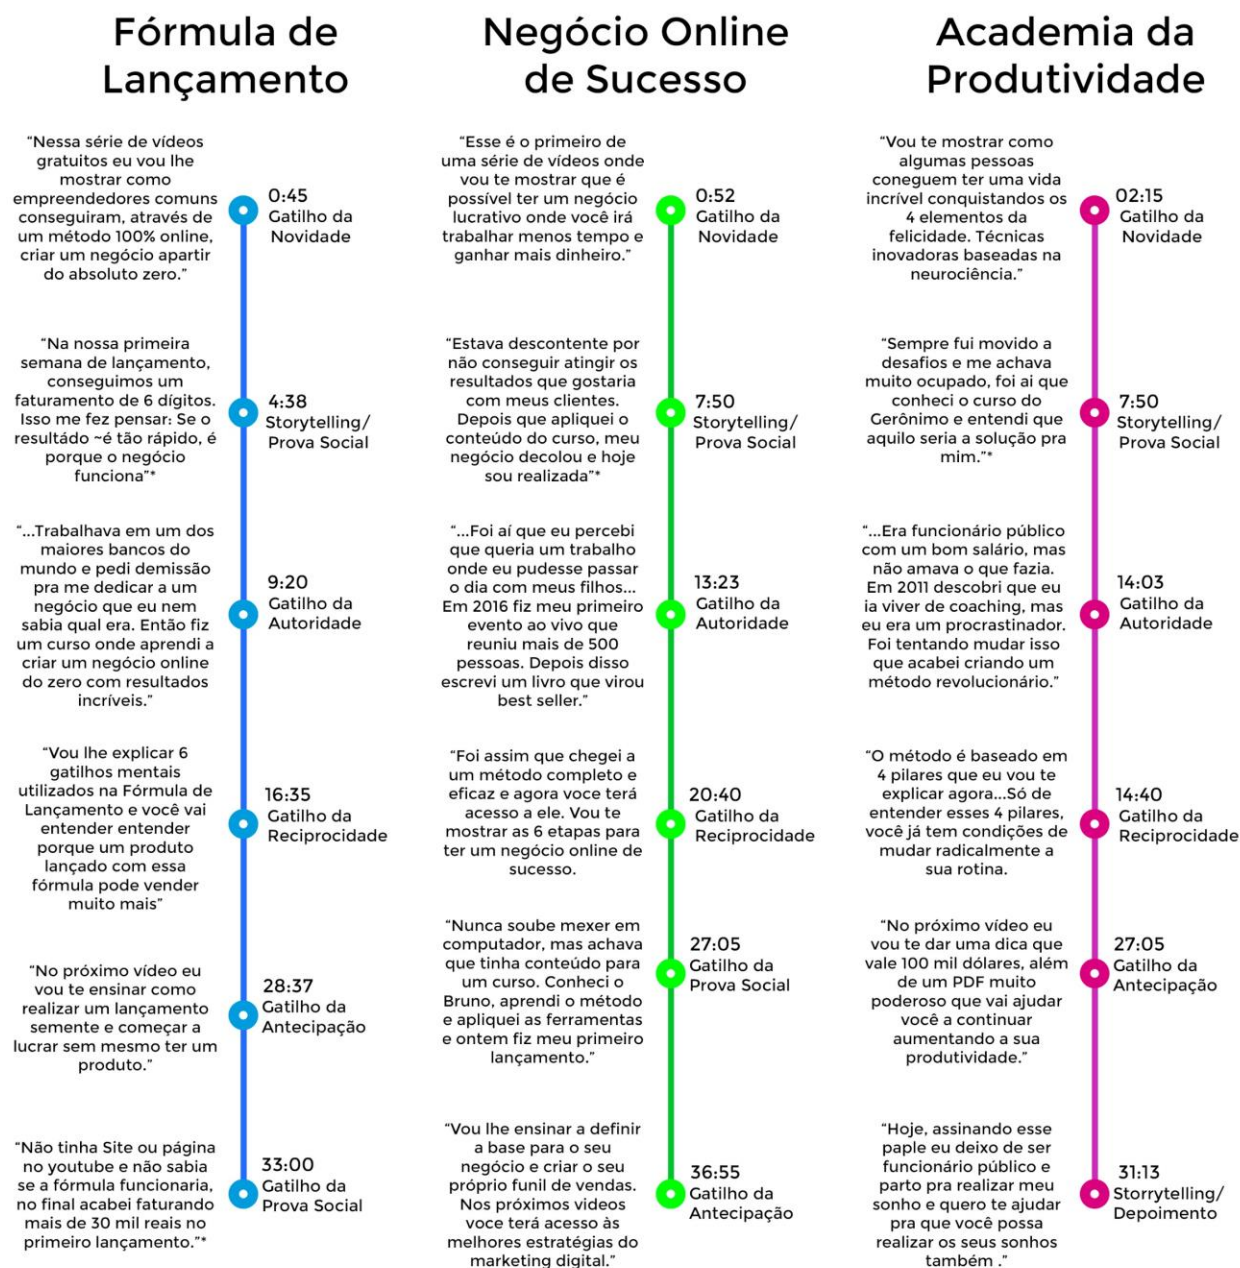 Fórmula de
Lançamento
"Nessa série de vídeos
gratuitos eu vou lhe
mostrar como
empreendedores comuns
conseguiram, através de
um método 100% online,
criar um negócio apartir
do absoluto zero."
0:45
Gatilho da
Novidade
"Na nossa primeira
semana de lançamento,
conseguimos um
faturamento de 6 dígitos.
Isso me fez pensar: Se o
resultádo ~é tão rápido, é
porque o negócio
funciona"*
4:38
Storytelling/
Prova Social
"...Trabalhava em um dos
maiores bancos do
mundo e pedi demissão
pra me dedicar a um
negócio que eu nem
sabia qual era. Então fiz
um curso onde aprendi a
criar um negócio online
do zero com resultados
incríveis."
9:20
Gatilho da
Autoridade
"Vou lhe explicar 6
gatilhos mentais
utilizados na Fórmula de
Lançamento e você vai
entender entender
porque um produto
lançado com essa
fórmula pode vender
muito mais"
16:35
Gatilho da
Reciprocidade
"No próximo vídeo eu
vou te ensinar como
realizar um lançamento
semente e começar a
lucrar sem mesmo ter um
produto."
28:37
Gatilho da
Antecipação
"Não tinha Site ou página
no youtube e não sabia
se a fórmula funcionaria,
no final acabei faturando
mais de 30 mil reais no
primeiro lançamento."*
33:00
Gatilho da
Prova Social
Negócio Online
de Sucesso
"Esse é o primeiro de
uma série de vídeos onde
vou te mostrar que é
possível ter um negócio
lucrativo onde você irá
trabalhar menos tempo e
ganhar mais dinheiro."
0:52
Gatilho da
Novidade
"Estava descontente por
não conseguir atingir os
resultados que gostaria
com meus clientes.
Depois que apliquei o
conteúdo do curso, meu
negócio decolou e hoje
sou realizada"*
7:50
Storytelling/
Prova Social
"...Foi aí que eu percebi
que queria um trabalho
onde eu pudesse passar
o dia com meus filhos...
Em 2016 fiz meu primeiro
evento ao vivo que
reuniu mais de 500
pessoas. Depois disso
escrevi um livro que virou
best seller."
13:23
Gatilho da
Autoridade
"Foi assim que chegei a
um método completo e
eficaz e agora voce terá
acesso a ele. Vou te
mostrar as 6 etapas para
ter um negócio online de
sucesso.
20:40
Gatilho da
Reciprocidade
"Nunca soube mexer em
computador, mas achava
que tinha conteúdo para
um curso. Conheci o
Bruno, aprendi o método
e apliquei as ferramentas
e ontem fiz meu primeiro
lançamento."
27:05
Gatilho da
Prova Social
"Vou lhe ensinar a definir
a base para o seu
negócio e criar o seu
próprio funil de vendas.
Nos próximos videos
voce terá acesso às
melhores estratégias do
marketing digital."
36:55
Gatilho da
Antecipação
Academia da
Produtividade
"Vou te mostrar como
algumas pessoas
coneguem ter uma vida
incrível conquistando os
4 elementos da
felicidade. Técnicas
inovadoras baseadas na
neurociência."
02:15
Gatilho da
Novidade
"Sempre fui movido a
desafios e me achava
muito ocupado, foi ai que
conheci o curso do
Gerônimo e entendi que
aquilo seria a solução pra
mim."*
7:50
Storytelling/
Prova Social
"...Era funcionário público
com um bom salário, mas
não amava o que fazia.
Em 2011 descobri que eu
ia viver de coaching, mas
eu era um procrastinador.
Foi tentando mudar isso
que acabei criando um
método revolucionário."
14:03
Gatilho da
Autoridade
"O método é baseado em
4 pilares que eu vou te
explicar agora...Só de
entender esses 4 pilares,
você já tem condições de
mudar radicalmente a
sua rotina.
14:40
Gatilho da
Reciprocidade
"No próximo vídeo eu
vou te dar uma dica que
vale 100 mil dólares, além
de um PDF muito
poderoso que vai ajudar
você a continuar
aumentando a sua
produtividade."
27:05
Gatilho da
Antecipação
"Hoje, assinando esse
paple eu deixo de ser
funcionário público e
parto pra realizar meu
sonho e quero te ajudar
pra que você possa
realizar os seus sonhos
também ."
31:13
Storrytelling/
Depoimento